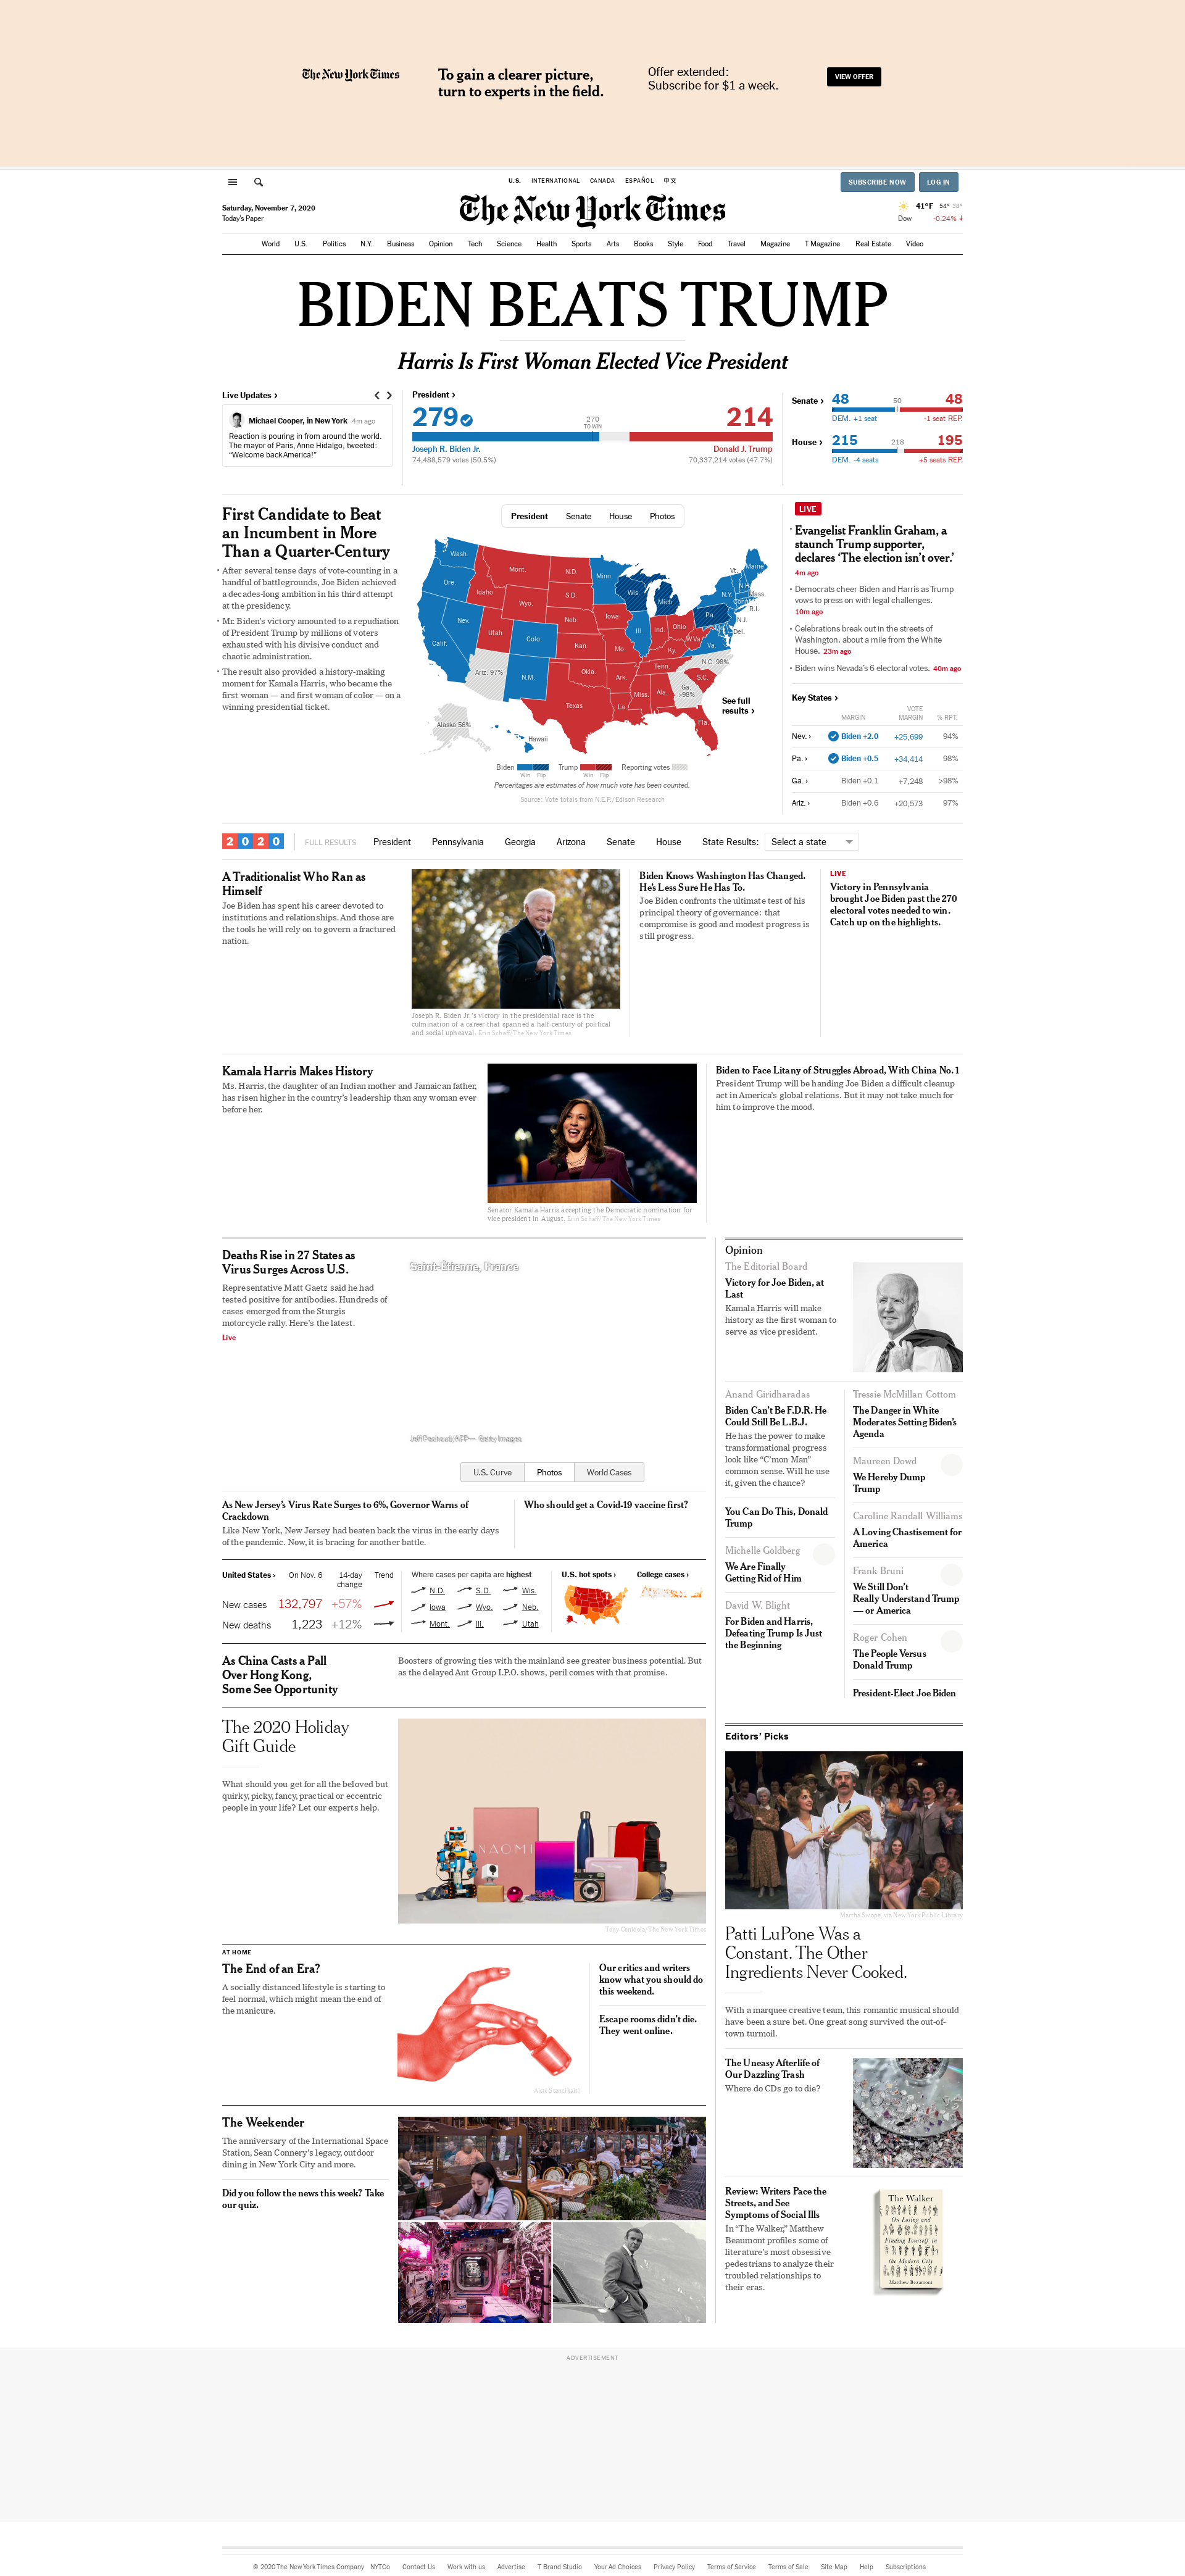 The New York Times
To gain a clearer picture,
turn to experts in the field.
Offer extended:
Subscribe for $1 a week.
VIEW OFFER
U.S. INTERNATIONAL CANADA ESPAÑOL 中文
SUBSCRIBE NOW LOG IN
Saturday, November 7, 2020
Today's Paper
The New York Times
41°F 54° 38°
Dow -0.24% ↓
World U.S. Politics N.Y. Business Opinion Tech Science Health Sports Arts Books Style Food Travel Magazine T Magazine Real Estate Video
BIDEN BEATS TRUMP
Harris Is First Woman Elected Vice President
Live Updates ›
Michael Cooper, in New York 4m ago
Reaction is pouring in from around the world.
The mayor of Paris, Anne Hidalgo, tweeted:
“Welcome back America!”
President ›
279 270 TO WIN 214
Joseph R. Biden Jr. Donald J. Trump
74,488,579 votes (50.5%) 70,337,214 votes (47.7%)
Senate › 48 50 48
DEM. +1 seat -1 seat REP.
House › 215 218 195
DEM. -4 seats +5 seats REP.
First Candidate to Beat
an Incumbent in More
Than a Quarter-Century
• After several tense days of vote-counting in a
handful of battlegrounds, Joe Biden achieved
a decades-long ambition in his third attempt
at the presidency.
• Mr. Biden’s victory amounted to a repudiation
of President Trump by millions of voters
exhausted with his divisive conduct and
chaotic administration.
• The result also provided a history-making
moment for Kamala Harris, who became the
first woman — and first woman of color — on a
winning presidential ticket.
President Senate House Photos
Wash.
Mont. N.D. Minn. Vt. Maine
Ore. Idaho S.D. Wis. Mich. N.H.
Wyo. N.Y. Mass.
Nev. Neb. Iowa Pa. R.I.
Utah Colo. Ill. Ind. Ohio N.J.
Calif. Kan. Mo. Ky. W.Va. Va. Del.
Ariz. 97% N.M. Okla. Ark. Tenn. N.C. 98%
Texas La. Miss. Ala. Ga. >98% S.C.
Alaska 56% Hawaii Fla.
See full
results ›
Biden Trump Reporting votes
Win Flip Win Flip
Percentages are estimates of how much vote has been counted.
Source: Vote totals from N.E.P./Edison Research
LIVE
• Evangelist Franklin Graham, a
staunch Trump supporter,
declares ‘The election isn’t over.’
4m ago
• Democrats cheer Biden and Harris as Trump
vows to press on with legal challenges.
10m ago
• Celebrations break out in the streets of
Washington, about a mile from the White
House. 23m ago
• Biden wins Nevada’s 6 electoral votes. 40m ago
Key States ›
MARGIN VOTE MARGIN % RPT.
Nev. › Biden +2.0 +25,699 94%
Pa. › Biden +0.5 +34,414 98%
Ga. › Biden +0.1 +7,248 >98%
Ariz. › Biden +0.6 +20,573 97%
2020 FULL RESULTS President Pennsylvania Georgia Arizona Senate House State Results: Select a state
A Traditionalist Who Ran as
Himself
Joe Biden has spent his career devoted to
institutions and relationships. And those are
the tools he will rely on to govern a fractured
nation.
Joseph R. Biden Jr.’s victory in the presidential race is the
culmination of a career that spanned a half-century of political
and social upheaval. Erin Schaff/The New York Times
Biden Knows Washington Has Changed.
He’s Less Sure He Has To.
Joe Biden confronts the ultimate test of his
principal theory of governance: that
compromise is good and modest progress is
still progress.
LIVE
Victory in Pennsylvania
brought Joe Biden past the 270
electoral votes needed to win.
Catch up on the highlights.
Kamala Harris Makes History
Ms. Harris, the daughter of an Indian mother and Jamaican father,
has risen higher in the country’s leadership than any woman ever
before her.
Senator Kamala Harris accepting the Democratic nomination for
vice president in August. Erin Schaff/The New York Times
Biden to Face Litany of Struggles Abroad, With China No. 1
President Trump will be handing Joe Biden a difficult cleanup
act in America’s global relations. But it may not take much for
him to improve the mood.
Deaths Rise in 27 States as
Virus Surges Across U.S.
Representative Matt Gaetz said he had
tested positive for antibodies. Hundreds of
cases emerged from the Sturgis
motorcycle rally. Here’s the latest.
Live
Saint-Étienne, France
Jeff Pachoud/AFP— Getty Images
U.S. Curve Photos World Cases
As New Jersey’s Virus Rate Surges to 6%, Governor Warns of
Crackdown
Like New York, New Jersey had beaten back the virus in the early days
of the pandemic. Now, it is bracing for another battle.
Who should get a Covid-19 vaccine first?
United States › On Nov. 6 14-day change Trend
New cases 132,797 +57%
New deaths 1,223 +12%
Where cases per capita are highest
N.D. S.D. Wis.
Iowa Wyo. Neb.
Mont. Ill. Utah
U.S. hot spots › College cases ›
As China Casts a Pall
Over Hong Kong,
Some See Opportunity
Boosters of growing ties with the mainland see greater business potential. But
as the delayed Ant Group I.P.O. shows, peril comes with that promise.
The 2020 Holiday
Gift Guide
What should you get for all the beloved but
quirky, picky, fancy, practical or eccentric
people in your life? Let our experts help.
NAOMI
Tony Cenicola/The New York Times
AT HOME
The End of an Era?
A socially distanced lifestyle is starting to
feel normal, which might mean the end of
the manicure.
Our critics and writers
know what you should do
this weekend.
Escape rooms didn’t die.
They went online.
The Weekender
The anniversary of the International Space
Station, Sean Connery’s legacy, outdoor
dining in New York City and more.
Did you follow the news this week? Take
our quiz.
Opinion
The Editorial Board
Victory for Joe Biden, at
Last
Kamala Harris will make
history as the first woman to
serve as vice president.
Anand Giridharadas
Biden Can’t Be F.D.R. He
Could Still Be L.B.J.
He has the power to make
transformational progress
look like “C’mon Man”
common sense. Will he use
it, given the chance?
You Can Do This, Donald
Trump
Michelle Goldberg
We Are Finally
Getting Rid of Him
David W. Blight
For Biden and Harris,
Defeating Trump Is Just
the Beginning
Tressie McMillan Cottom
The Danger in White
Moderates Setting Biden’s
Agenda
Maureen Dowd
We Hereby Dump
Trump
Caroline Randall Williams
A Loving Chastisement for
America
Frank Bruni
We Still Don’t
Really Understand Trump
— or America
Roger Cohen
The People Versus
Donald Trump
President-Elect Joe Biden
Editors’ Picks
Martha Swope, via New York Public Library
Patti LuPone Was a
Constant. The Other
Ingredients Never Cooked.
With a marquee creative team, this romantic musical should
have been a sure bet. One great song survived the out-of-
town turmoil.
The Uneasy Afterlife of
Our Dazzling Trash
Where do CDs go to die?
Review: Writers Pace the
Streets, and See
Symptoms of Social Ills
In “The Walker,” Matthew
Beaumont profiles some of
literature’s most obsessive
pedestrians to analyze their
troubled relationships to
their eras.
The Walker
On Losing and
Finding Yourself in
the Modern City
Matthew Beaumont
ADVERTISEMENT
© 2020 The New York Times Company NYTCo Contact Us Work with us Advertise T Brand Studio Your Ad Choices Privacy Policy Terms of Service Terms of Sale Site Map Help Subscriptions